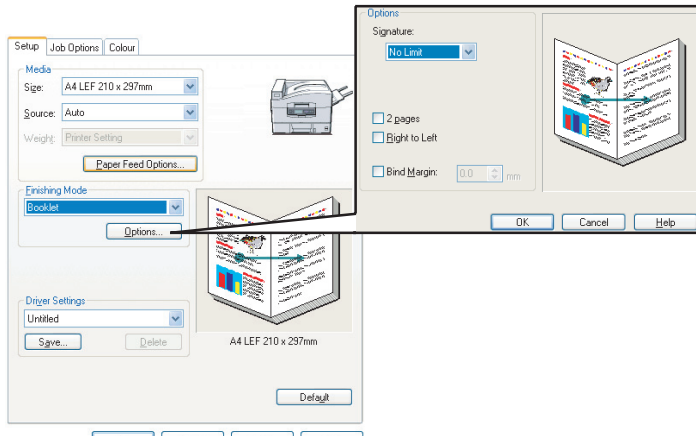 Setup Job Options Colour
Media
Size: A4 LEF 210 x 297mm
Source: Auto
Weight: Printer Setting
Paper Feed Options...
Finishing Mode
Booklet
Options...
Driver Settings
Untitled
Save... Delete
A4 LEF 210 x 297mm
Default
Options
Signature:
No Limit
2 pages
Right to Left
Bind Margin: 0.0 mm
OK Cancel Help